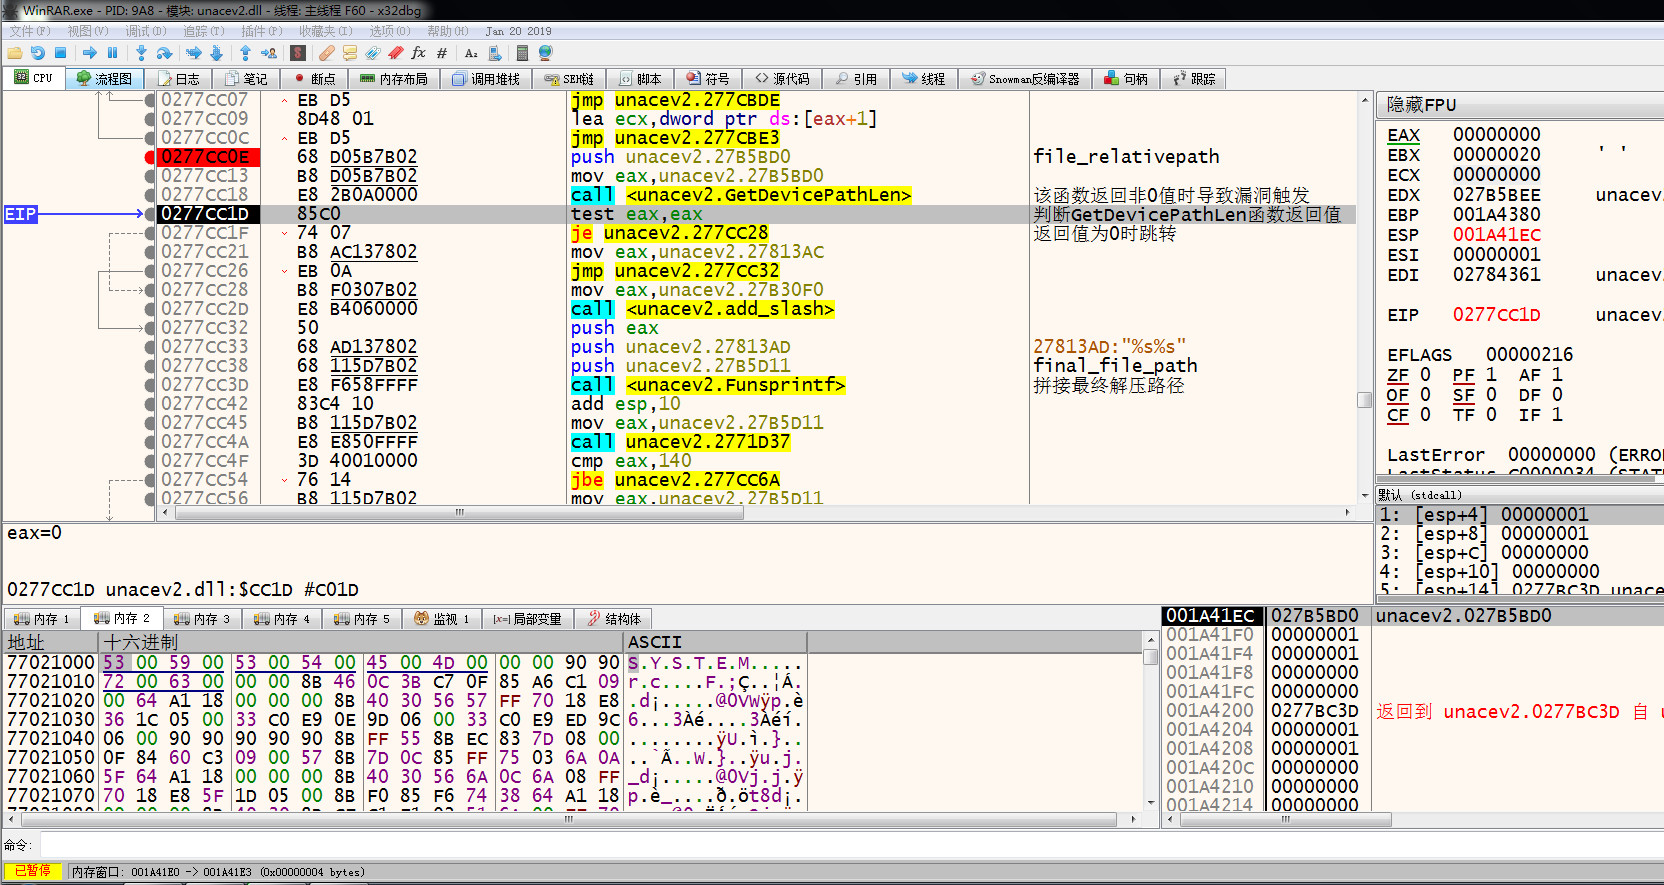 WinRAR.exe - PID: 9A8 - 模块: unacev2.dll - 线程: 主线程 F60 - x32dbg
文件(F) 视图(V) 调试(D) 追踪(T) 插件(P) 收藏夹(I) 选项(O) 帮助(H) Jan 20 2019
CPU 流程图 日志 笔记 断点 内存布局 调用堆栈 SEH链 脚本 符号 源代码 引用 线程 Snowman反编译器 句柄 跟踪
0277CC07 EB D5 jmp unacev2.277CBDE
0277CC09 8D48 01 lea ecx,dword ptr ds:[eax+1]
0277CC0C EB D5 jmp unacev2.277CBE3
0277CC0E 68 D05B7B02 push unacev2.27B5BD0 file_relativepath
0277CC13 B8 D05B7B02 mov eax,unacev2.27B5BD0
0277CC18 E8 2B0A0000 call <unacev2.GetDevicePathLen> 该函数返回非0值时导致漏洞触发
EIP 0277CC1D 85C0 test eax,eax 判断GetDevicePathLen函数返回值
0277CC1F 74 07 je unacev2.277CC28 返回值为0时跳转
0277CC21 B8 AC137802 mov eax,unacev2.27813AC
0277CC26 EB 0A jmp unacev2.277CC32
0277CC28 B8 F0307B02 mov eax,unacev2.27B30F0
0277CC2D E8 B4060000 call <unacev2.add_slash>
0277CC32 50 push eax
0277CC33 68 AD137802 push unacev2.27813AD 27813AD:"%s%s"
0277CC38 68 115D7B02 push unacev2.27B5D11 final_file_path
0277CC3D E8 F658FFFF call <unacev2.Funsprintf> 拼接最终解压路径
0277CC42 83C4 10 add esp,10
0277CC45 B8 115D7B02 mov eax,unacev2.27B5D11
0277CC4A E8 E850FFFF call unacev2.2771D37
0277CC4F 3D 40010000 cmp eax,140
0277CC54 76 14 jbe unacev2.277CC6A
0277CC56 B8 115D7B02 mov eax,unacev2.27B5D11
隐藏FPU
EAX 00000000
EBX 00000020 ' '
ECX 00000000
EDX 027B5BEE unacev
EBP 001A4380
ESP 001A41EC
ESI 00000001
EDI 02784361 unacev
EIP 0277CC1D unacev
EFLAGS 00000216
ZF 0 PF 1 AF 1
OF 0 SF 0 DF 0
CF 0 TF 0 IF 1
LastError 00000000 (ERRO
LastStatus C0000034 (STAT
默认 (stdcall)
1: [esp+4] 00000001
2: [esp+8] 00000001
3: [esp+C] 00000000
4: [esp+10] 00000000
5: [esp+14] 0277BC3D unace
eax=0
0277CC1D unacev2.dll:$CC1D #C01D
内存 1 内存 2 内存 3 内存 4 内存 5 监视 1 [x=]局部变量 结构体
地址 十六进制 ASCII
77021000 53 00 59 00 53 00 54 00 45 00 4D 00 00 00 90 90 S.Y.S.T.E.M.....
77021010 72 00 63 00 00 00 8B 46 0C 3B C7 0F 85 A6 C1 09 r.c....F.;Ç..¦Á.
77021020 00 64 A1 18 00 00 00 8B 40 30 56 57 FF 70 18 E8 .d¡.....@0VWÿp.è
77021030 36 1C 05 00 33 C0 E9 0E 9D 06 00 33 C0 E9 ED 9C 6...3Àé....3Àéí.
77021040 06 00 90 90 90 90 90 8B FF 55 8B EC 83 7D 08 00 ........ÿU.ì.}..
77021050 0F 84 60 C3 09 00 57 8B 7D 0C 85 FF 75 03 6A 0A ..`Ã..W.}..ÿu.j.
77021060 5F 64 A1 18 00 00 00 8B 40 30 56 6A 0C 6A 08 FF _d¡.....@0Vj.j.ÿ
77021070 70 18 E8 5F 1D 05 00 8B F0 85 F6 74 38 64 A1 18 p.è_....ð.öt8d¡.
001A41EC 027B5BD0 unacev2.027B5BD0
001A41F0 00000001
001A41F4 00000001
001A41F8 00000000
001A41FC 00000000
001A4200 0277BC3D 返回到 unacev2.0277BC3D 自 u
001A4204 00000001
001A4208 00000001
001A420C 00000000
001A4210 00000000
001A4214 00000000
命令:
已暂停 内存窗口: 001A41E0 -> 001A41E3 (0x00000004 bytes)